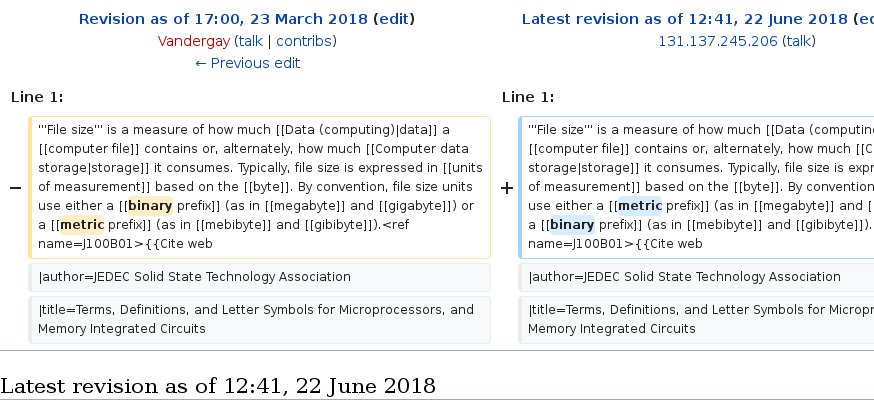 Revision as of 17:00, 23 March 2018 (edit)
Vandergay (talk | contribs)
← Previous edit
Line 1:
− '''File size''' is a measure of how much [[Data (computing)|data]] a
[[computer file]] contains or, alternately, how much [[Computer data
storage|storage]] it consumes. Typically, file size is expressed in [[units
of measurement]] based on the [[byte]]. By convention, file size units
use either a [[binary prefix]] (as in [[megabyte]] and [[gigabyte]]) or
a [[metric prefix]] (as in [[mebibyte]] and [[gibibyte]]).<ref
name=J100B01>{{Cite web
|author=JEDEC Solid State Technology Association
|title=Terms, Definitions, and Letter Symbols for Microprocessors, and
Memory Integrated Circuits
Latest revision as of 12:41, 22 June 2018 (e
131.137.245.206 (talk)
Line 1:
+ '''File size''' is a measure of how much [[Data (computin
[[computer file]] contains or, alternately, how much [[C
storage|storage]] it consumes. Typically, file size is exp
of measurement]] based on the [[byte]]. By convention
use either a [[metric prefix]] (as in [[megabyte]] and [
a [[binary prefix]] (as in [[mebibyte]] and [[gibibyte]]).
name=J100B01>{{Cite web
|author=JEDEC Solid State Technology Association
|title=Terms, Definitions, and Letter Symbols for Microp
Memory Integrated Circuits
Latest revision as of 12:41, 22 June 2018